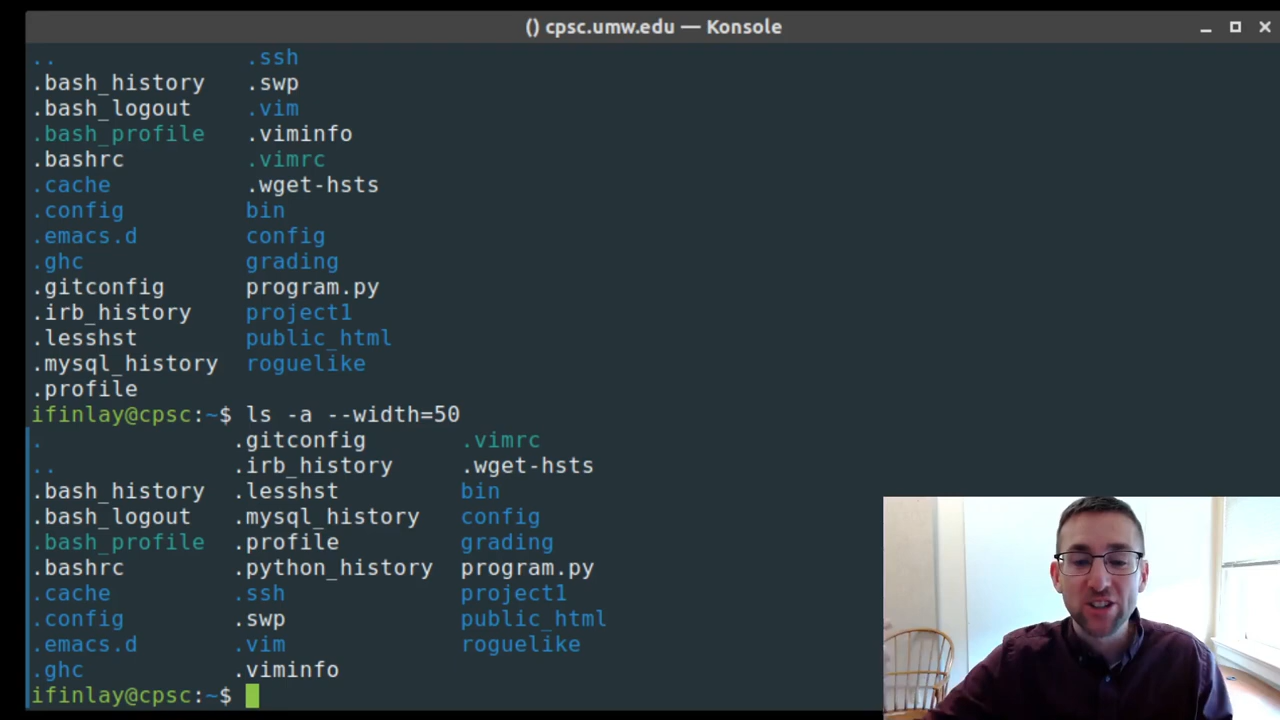 () cpsc.umw.edu — Konsole
.. .ssh
.bash_history .swp
.bash_logout .vim
.bash_profile .viminfo
.bashrc .vimrc
.cache .wget-hsts
.config bin
.emacs.d config
.ghc grading
.gitconfig program.py
.irb_history project1
.lesshst public_html
.mysql_history roguelike
.profile
ifinlay@cpsc:~$ ls -a --width=50
. .gitconfig .vimrc
.. .irb_history .wget-hsts
.bash_history .lesshst bin
.bash_logout .mysql_history config
.bash_profile .profile grading
.bashrc .python_history program.py
.cache .ssh project1
.config .swp public_html
.emacs.d .vim roguelike
.ghc .viminfo
ifinlay@cpsc:~$